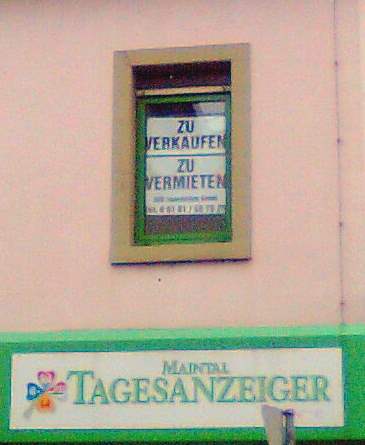 ZU
VERKAUFEN
ZU
VERMIETEN
MAINTAL
TAGESANZEIGER